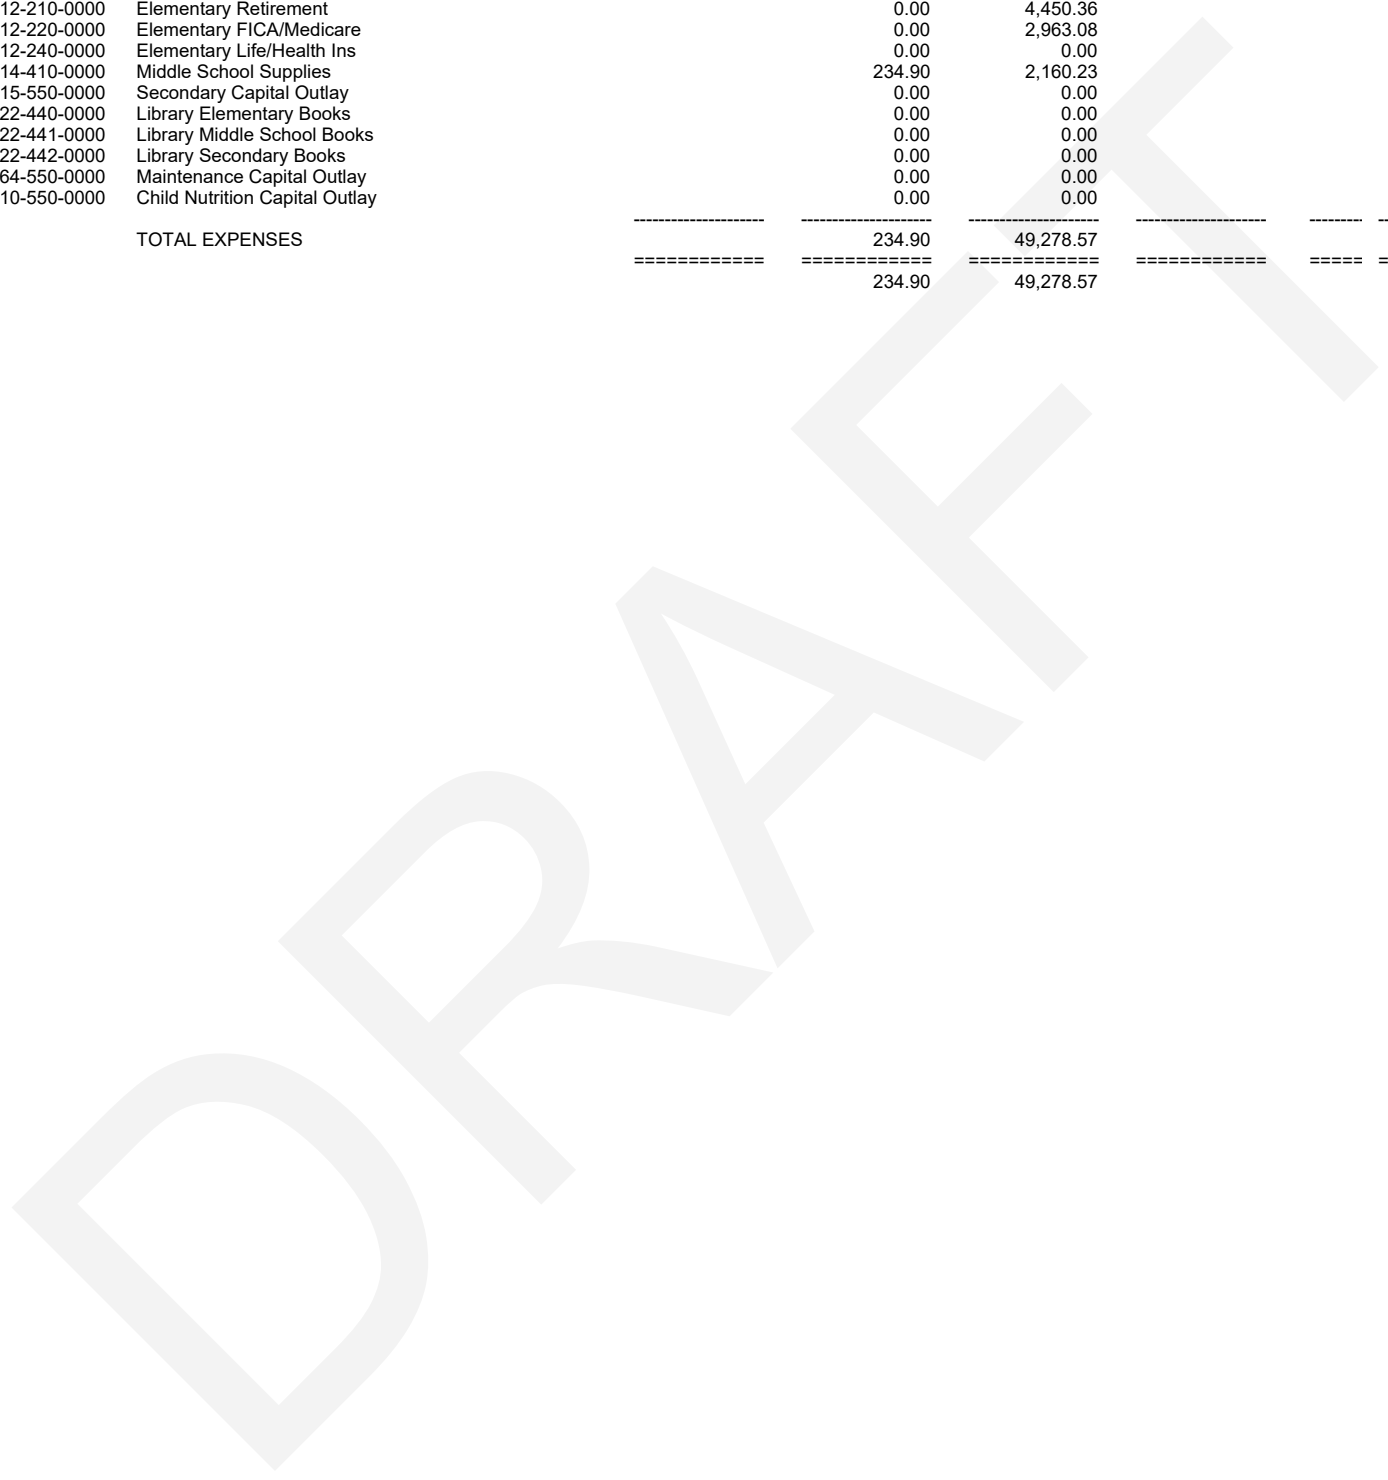 12-210-0000 Elementary Retirement 0.00 4,450.36
12-220-0000 Elementary FICA/Medicare 0.00 2,963.08
12-240-0000 Elementary Life/Health Ins 0.00 0.00
14-410-0000 Middle School Supplies 234.90 2,160.23
15-550-0000 Secondary Capital Outlay 0.00 0.00
22-440-0000 Library Elementary Books 0.00 0.00
22-441-0000 Library Middle School Books 0.00 0.00
22-442-0000 Library Secondary Books 0.00 0.00
64-550-0000 Maintenance Capital Outlay 0.00 0.00
10-550-0000 Child Nutrition Capital Outlay 0.00 0.00
--------------------- --------------------- --------------------- --------------------- -------- --
TOTAL EXPENSES 234.90 49,278.57
============ ============ ============ ============ ===== =
234.90 49,278.57
DRAFT